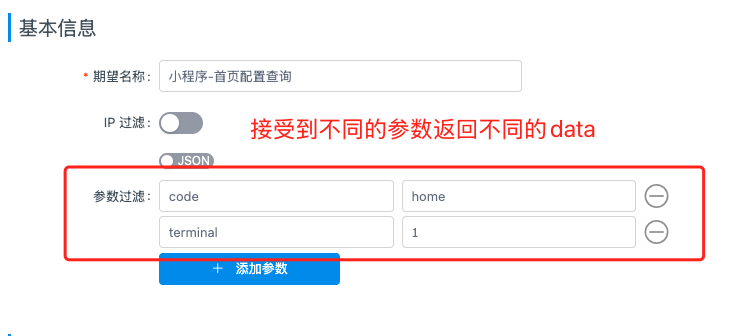 基本信息
* 期望名称: 小程序-首页配置查询
IP 过滤:
接受到不同的参数返回不同的data
JSON
参数过滤: code home
terminal 1
+ 添加参数